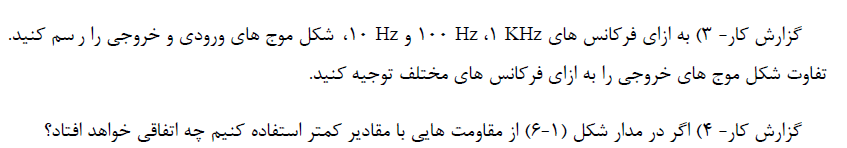 گزارش کار- ۳) به ازای فرکانس های ۱ KHz، ۱۰۰ Hz و ۱۰ Hz، شکل موج های ورودی و خروجی را رسم کنید.
تفاوت شکل موج های خروجی را به ازای فرکانس های مختلف توجیه کنید.
گزارش کار- ۴) اگر در مدار شکل (۱-۶) از مقاومت هایی با مقادیر کمتر استفاده کنیم چه اتفاقی خواهد افتاد؟